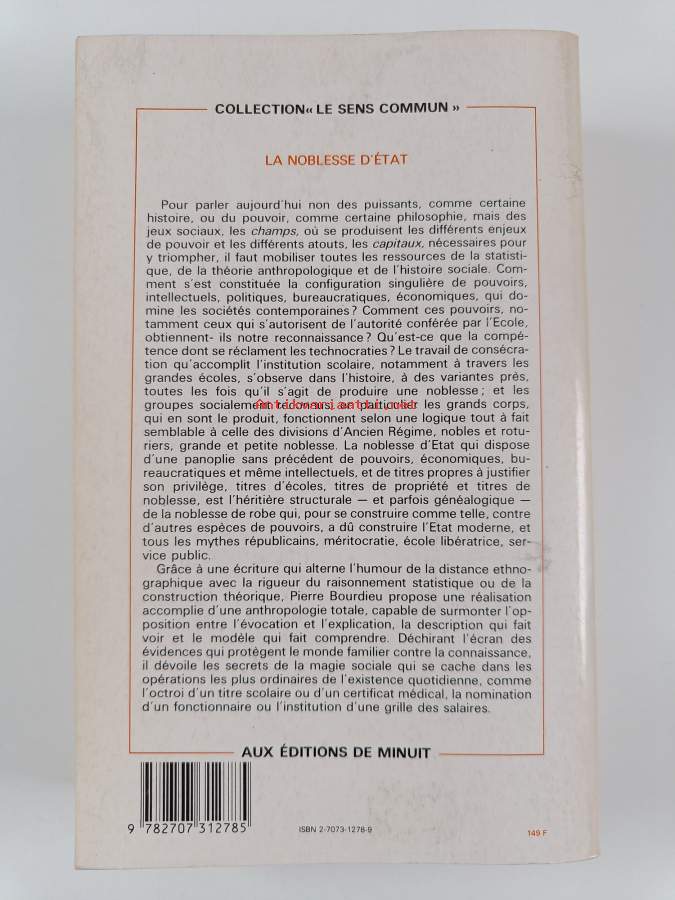 COLLECTION« LE SENS COMMUN »
LA NOBLESSE D'ÉTAT
Pour parler aujourd'hui non des puissants, comme certaine
histoire, ou du pouvoir, comme certaine philosophie, mais des
jeux sociaux, les champs, où se produisent les différents enjeux
de pouvoir et les différents atouts, les capitaux, nécessaires pour
y triompher, il faut mobiliser toutes les ressources de la statisti-
que, de la théorie anthropologique et de l'histoire sociale. Com-
ment s'est constituée la configuration singulière de pouvoirs,
intellectuels, politiques, bureaucratiques, économiques, qui do-
mine les sociétés contemporaines ? Comment ces pouvoirs, no-
tamment ceux qui s'autorisent de l'autorité conférée par l'Ecole,
obtiennent- ils notre reconnaissance ? Qu'est-ce que la compé-
tence dont se réclament les technocraties ? Le travail de consécra-
tion qu'accomplit l'institution scolaire, notamment à travers les
grandes écoles, s'observe dans l'histoire, à des variantes près,
toutes les fois qu'il s'agit de produire une noblesse ; et les
groupes socialement reconnus, en particulier les grands corps,
qui en sont le produit, fonctionnent selon une logique tout à fait
semblable à celle des divisions d'Ancien Régime, nobles et rotu-
riers, grande et petite noblesse. La noblesse d'Etat qui dispose
d'une panoplie sans précédent de pouvoirs, économiques, bu-
reaucratiques et même intellectuels, et de titres propres à justifier
son privilège, titres d'écoles, titres de propriété et titres de
noblesse, est l'héritière structurale — et parfois généalogique —
de la noblesse de robe qui, pour se construire comme telle, contre
d'autres espèces de pouvoirs, a dû construire l'Etat moderne, et
tous les mythes républicains, méritocratie, école libératrice, ser-
vice public.
Grâce à une écriture qui alterne l'humour de la distance ethno-
graphique avec la rigueur du raisonnement statistique ou de la
construction théorique, Pierre Bourdieu propose une réalisation
accomplie d'une anthropologie totale, capable de surmonter l'op-
position entre l'évocation et l'explication, la description qui fait
voir et le modèle qui fait comprendre. Déchirant l'écran des
évidences qui protègent le monde familier contre la connaissance,
il dévoile les secrets de la magie sociale qui se cache dans les
opérations les plus ordinaires de l'existence quotidienne, comme
l'octroi d'un titre scolaire ou d'un certificat médical, la nomination
d'un fonctionnaire ou l'institution d'une grille des salaires.
AUX ÉDITIONS DE MINUIT
9 782707 312785
ISBN 2-7073-1278-9
149 F